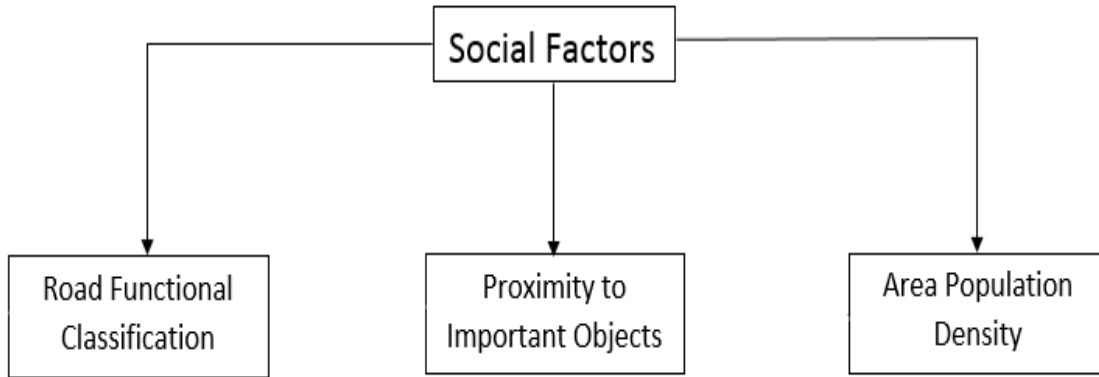 Social Factors
Road Functional
Classification
Proximity to
Important Objects
Area Population
Density